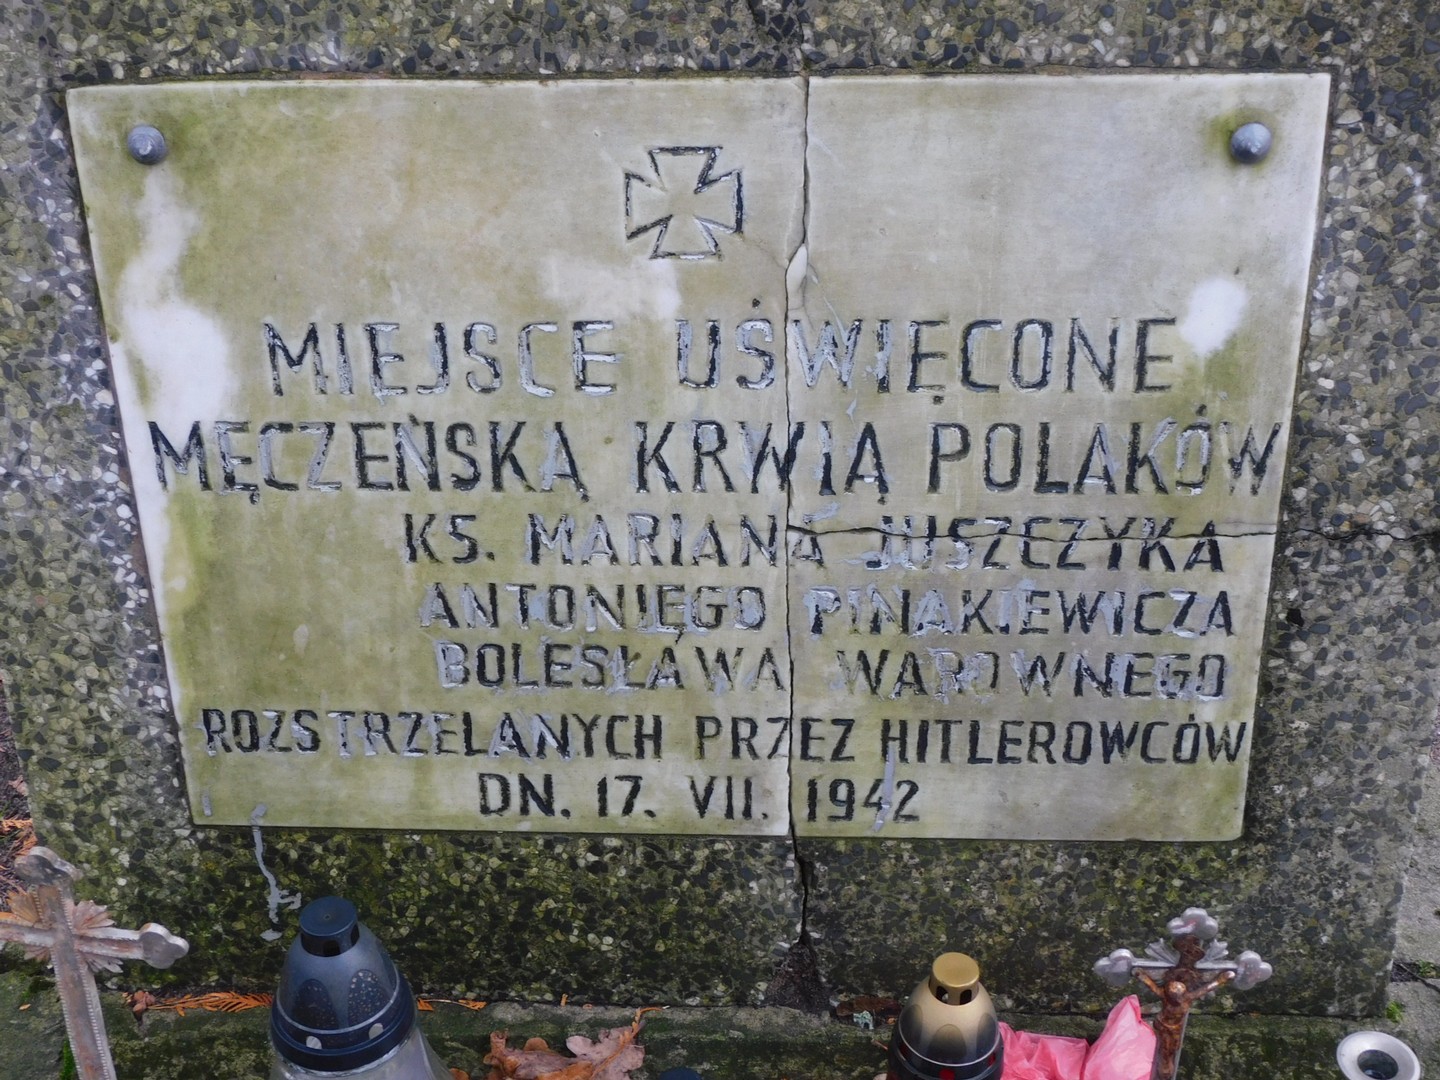 MIEJSCE UŚWIĘCONE
MĘCZEŃSKĄ KRWIĄ POLAKÓW
KS. MARIANA JUSZCZYKA
ANTONIEGO PINAKIEWICZA
BOLESŁAWA WAROWNEGO
ROZSTRZELANYCH PRZEZ HITLEROWCÓW
DN. 17. VII. 1942